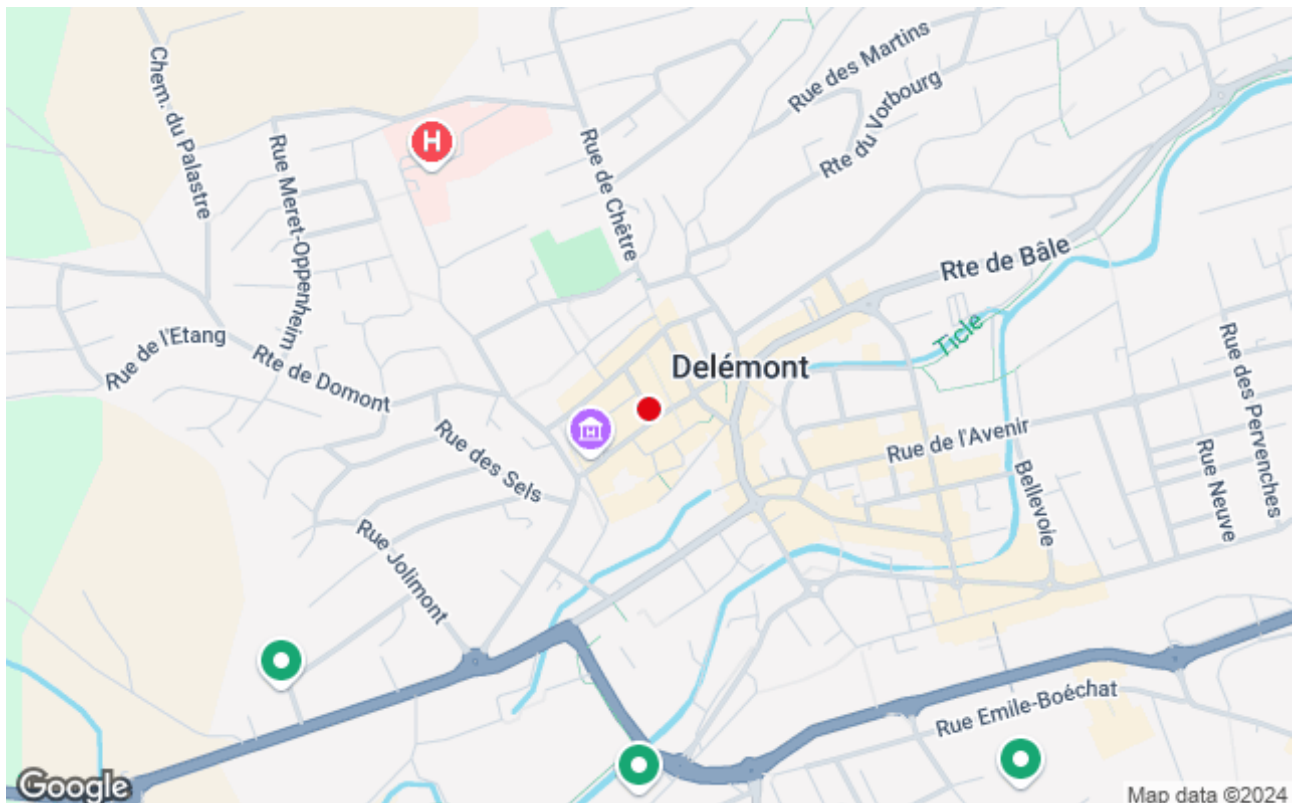 Chem. du Palastre
Rue des Martins
Rte du Vorbourg
H
Rue Meret-Oppenheim
Rue de Chêtre
Rte de Bâle
Ticle
Rue de l'Etang
Rte de Domont
Delémont
Rue des Pervenches
Rue des Sels
Rue de l'Avenir
Bellevoie
Rue Neuve
Rue Jolimont
Rue Emile-Boéchat
Google
Map data ©2024